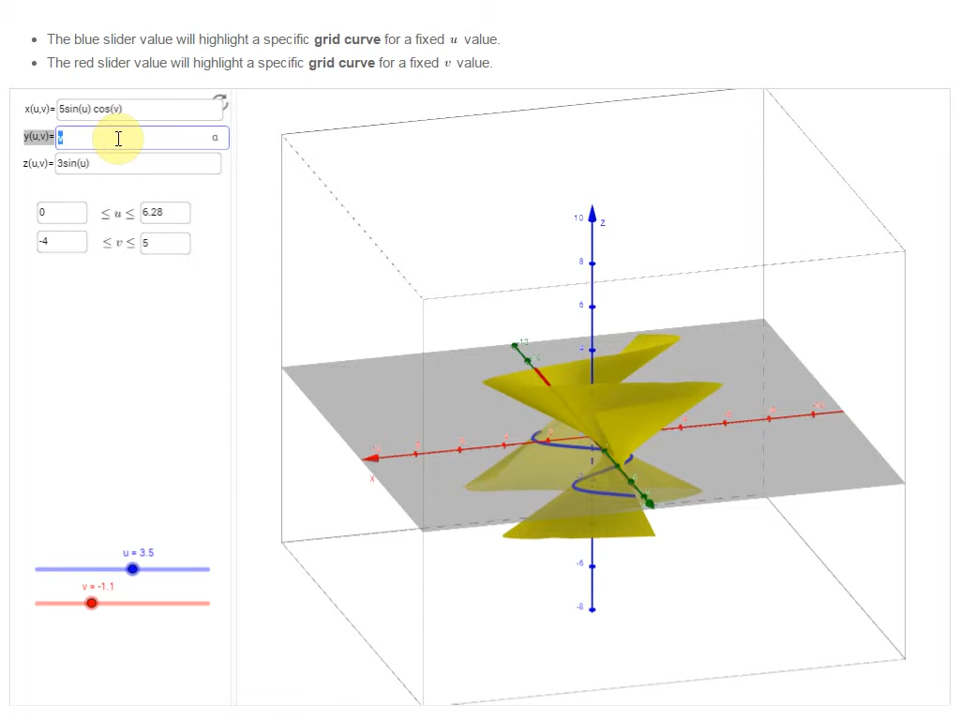 The blue slider value will highlight a specific grid curve for a fixed u value.
The red slider value will highlight a specific grid curve for a fixed v value.
x(u,v)= 5sin(u) cos(v)
y(u,v)= v α
z(u,v)= 3sin(u)
0 ≤ u ≤ 6.28
-4 ≤ v ≤ 5
10 z
8
6
-6
-8
x
u = 3.5
v = -1.1